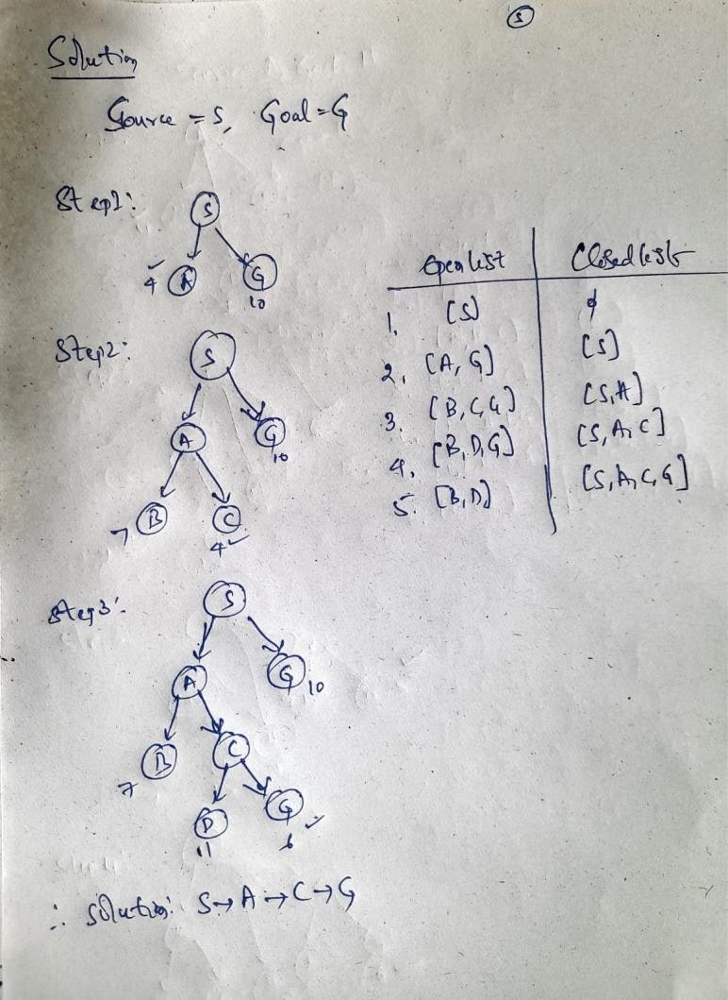 5
Solution
Source = S, Goal = G
Step1:
S
4 A G
10
Open list Closed list
1. [S] ϕ
2. [A, G] [S]
3. [B, C, G] [S, A]
4. [B, D, G] [S, A, C]
5. [B, D] [S, A, C, G]
Step2:
S
A G
10
7 B C
4
Step3:
S
A G 10
B C
7
D G
11 6
∴ Solution: S→A→C→G